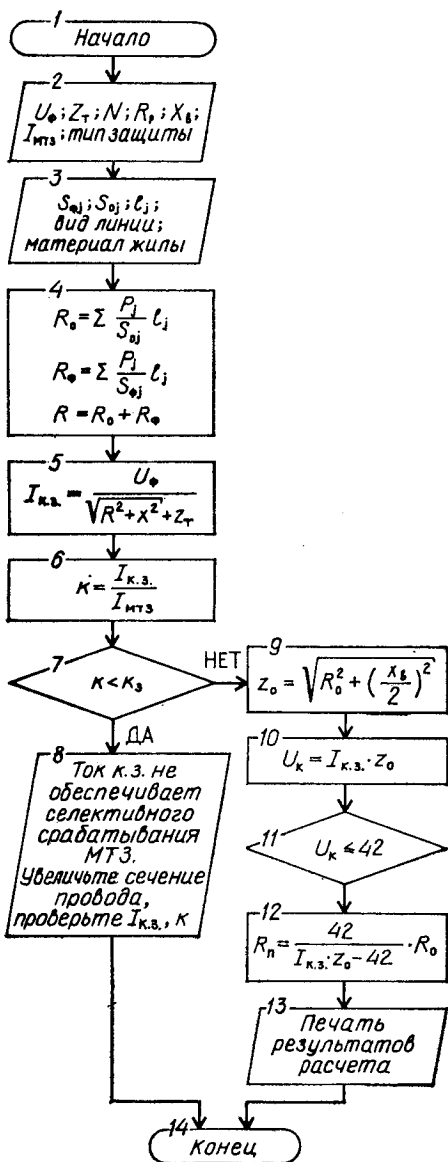 1
Начало
2
Uф; Zт; N; Rр; Xв;
Iмтз; тип защиты
3
Sфj; Sоj; ℓj;
вид линии;
материал жилы
4
Rо = Σ Pj/Sоj ℓj
Rф = Σ Pj/Sфj ℓj
R = Rо + Rф
5
Iк.з. = Uф/(√(R²+x²)+zт)
6
К = Iк.з./Iмтз
7
К < Кз
НЕТ
ДА
8
Ток к.з. не
обеспечивает
селективного
срабатывания
МТЗ.
Увеличьте сечение
провода,
проверьте Iк.з., К
9
zо = √(Rо² + (xв/2)²)
10
Uк = Iк.з. · zо
11
Uк ≤ 42
12
Rп = 42/(Iк.з. · zо − 42) · Rо
13
Печать
результатов
расчета
14
Конец